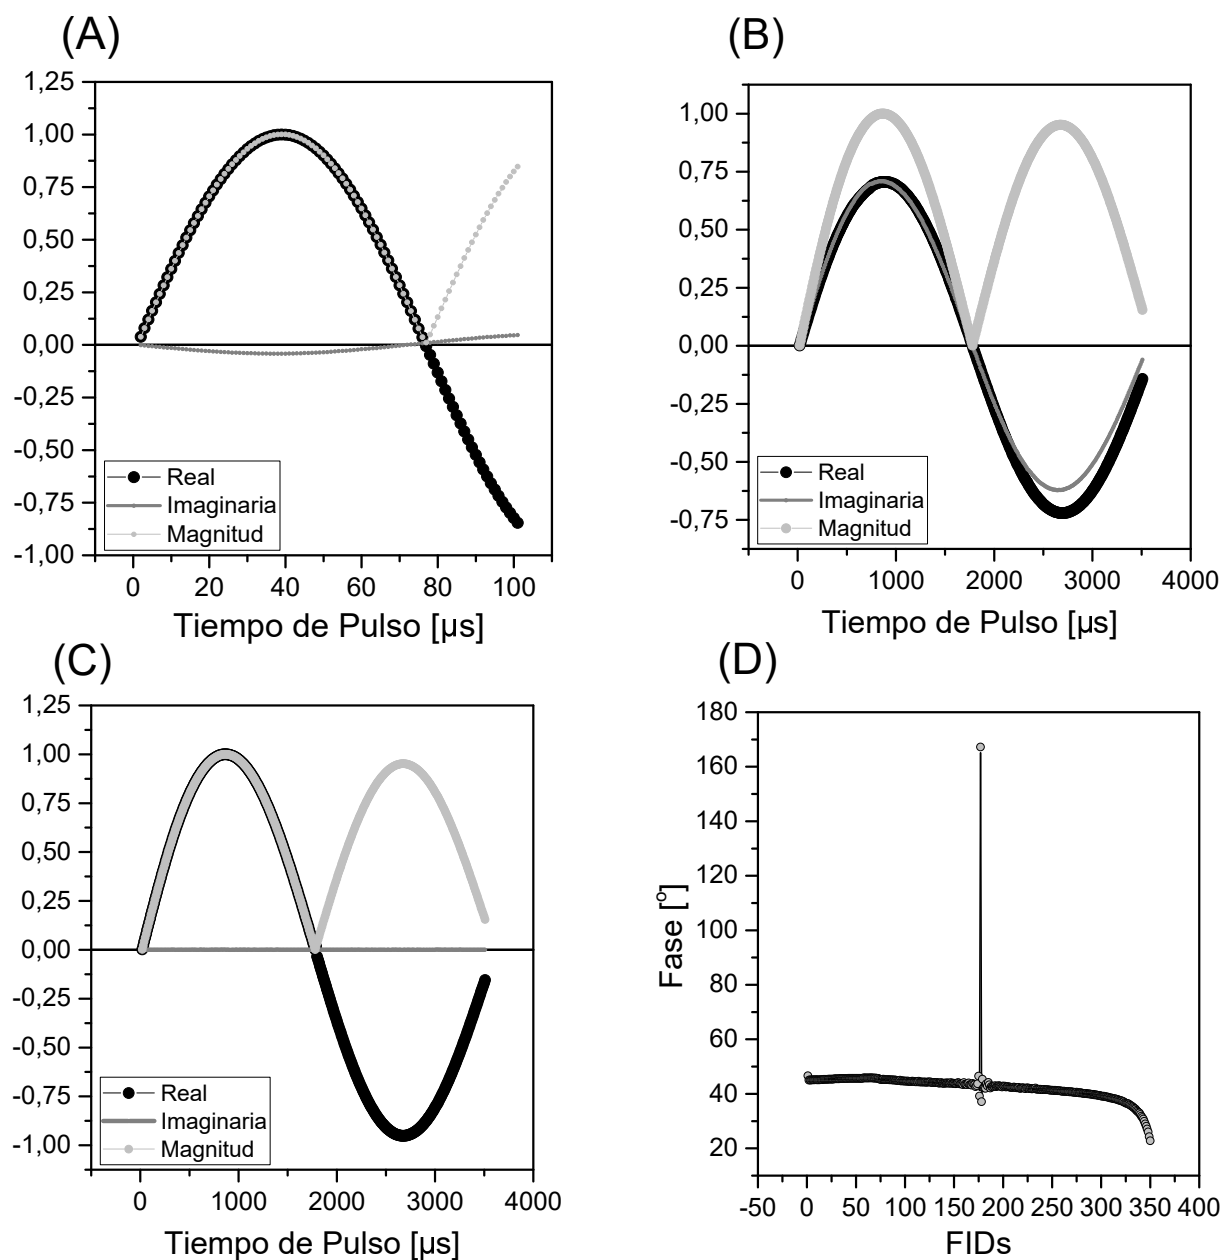 (A)
1,25
1,00
0,75
0,50
0,25
0,00
-0,25
-0,50
-0,75
-1,00
Real
Imaginaria
Magnitud
0 20 40 60 80 100
Tiempo de Pulso [µs]
(B)
1,00
0,75
0,50
0,25
0,00
-0,25
-0,50
-0,75
Real
Imaginaria
Magnitud
0 1000 2000 3000 4000
Tiempo de Pulso [µs]
(C)
1,25
1,00
0,75
0,50
0,25
0,00
-0,25
-0,50
-0,75
-1,00
Real
Imaginaria
Magnitud
0 1000 2000 3000 4000
Tiempo de Pulso [µs]
(D)
180
160
140
120
100
80
60
40
20
Fase [°]
-50 0 50 100 150 200 250 300 350 400
FIDs